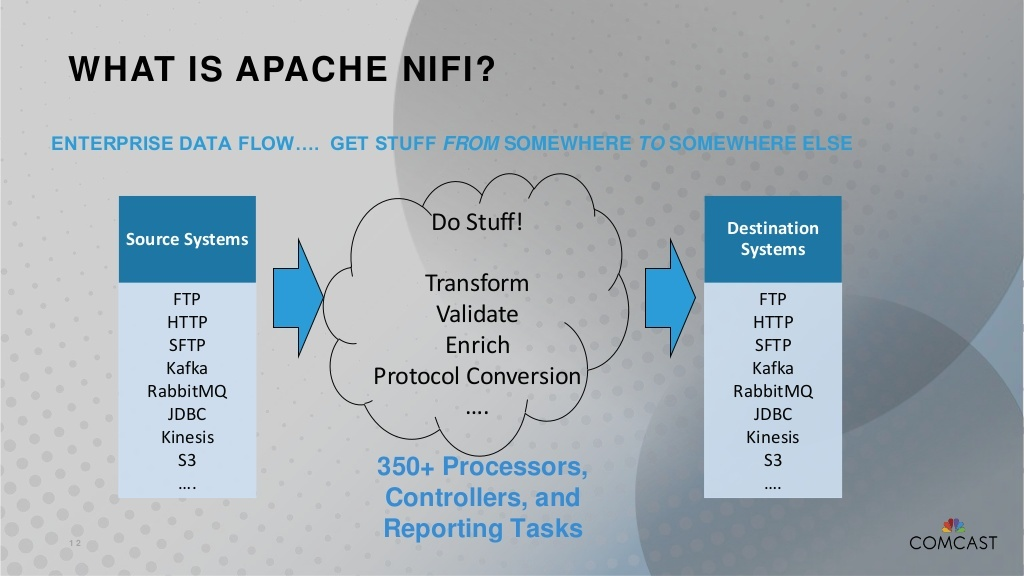 WHAT IS APACHE NIFI?
ENTERPRISE DATA FLOW…. GET STUFF FROM SOMEWHERE TO SOMEWHERE ELSE
Source Systems
FTP
HTTP
SFTP
Kafka
RabbitMQ
JDBC
Kinesis
S3
….
Do Stuff!
Transform
Validate
Enrich
Protocol Conversion
….
350+ Processors,
Controllers, and
Reporting Tasks
Destination
Systems
FTP
HTTP
SFTP
Kafka
RabbitMQ
JDBC
Kinesis
S3
….
12
COMCAST